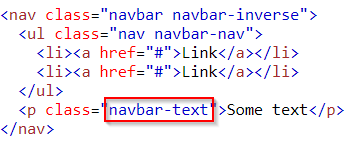 <nav class="navbar navbar-inverse">
  <ul class="nav navbar-nav">
    <li><a href="#">Link</a></li>
    <li><a href="#">Link</a></li>
  </ul>
  <p class="navbar-text">Some text</p>
</nav>